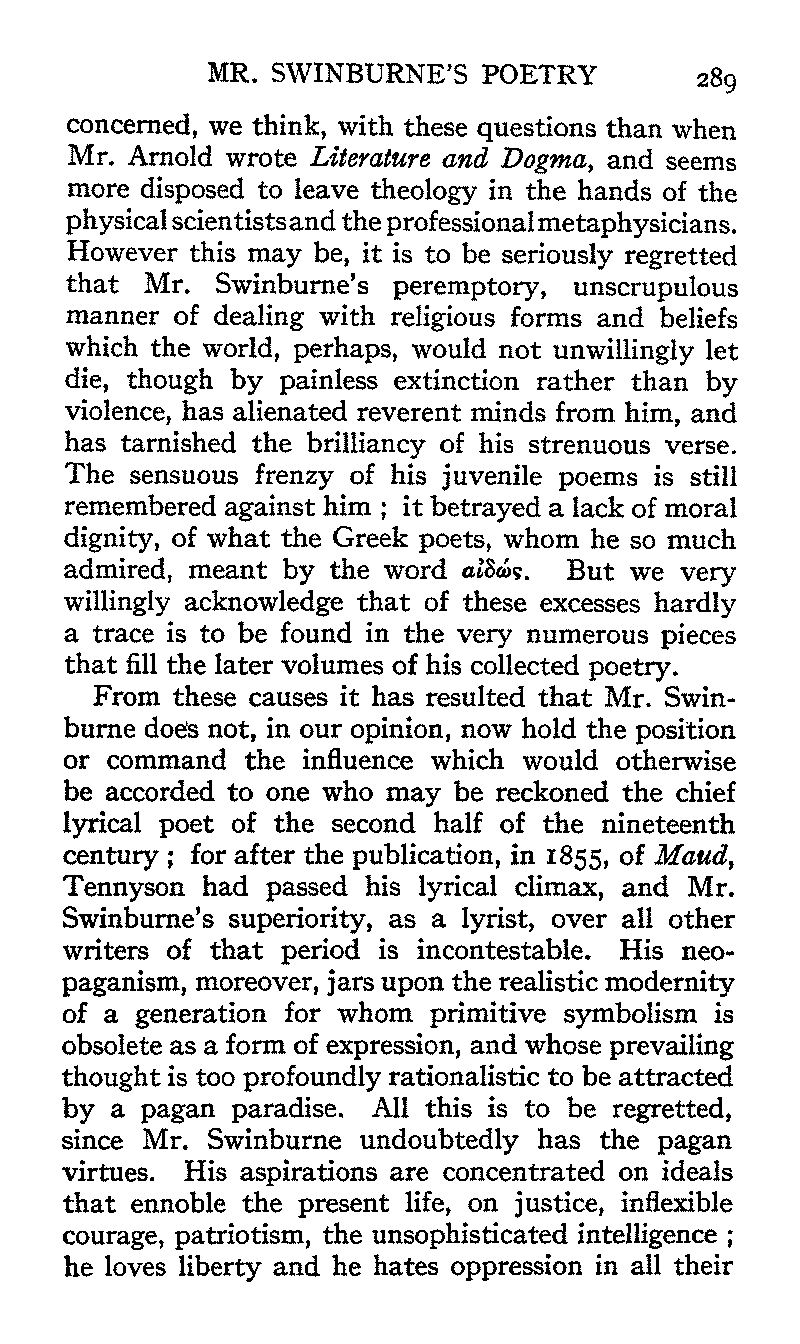 MR. SWINBURNE'S POETRY 289
concerned, we think, with these questions than when
Mr. Arnold wrote Literature and Dogma, and seems
more disposed to leave theology in the hands of the
physical scientists and the professional metaphysicians.
However this may be, it is to be seriously regretted
that Mr. Swinburne's peremptory, unscrupulous
manner of dealing with religious forms and beliefs
which the world, perhaps, would not unwillingly let
die, though by painless extinction rather than by
violence, has alienated reverent minds from him, and
has tarnished the brilliancy of his strenuous verse.
The sensuous frenzy of his juvenile poems is still
remembered against him ; it betrayed a lack of moral
dignity, of what the Greek poets, whom he so much
admired, meant by the word αἰδώς. But we very
willingly acknowledge that of these excesses hardly
a trace is to be found in the very numerous pieces
that fill the later volumes of his collected poetry.
From these causes it has resulted that Mr. Swin-
burne does not, in our opinion, now hold the position
or command the influence which would otherwise
be accorded to one who may be reckoned the chief
lyrical poet of the second half of the nineteenth
century ; for after the publication, in 1855, of Maud,
Tennyson had passed his lyrical climax, and Mr.
Swinburne's superiority, as a lyrist, over all other
writers of that period is incontestable. His neo-
paganism, moreover, jars upon the realistic modernity
of a generation for whom primitive symbolism is
obsolete as a form of expression, and whose prevailing
thought is too profoundly rationalistic to be attracted
by a pagan paradise. All this is to be regretted,
since Mr. Swinburne undoubtedly has the pagan
virtues. His aspirations are concentrated on ideals
that ennoble the present life, on justice, inflexible
courage, patriotism, the unsophisticated intelligence ;
he loves liberty and he hates oppression in all their